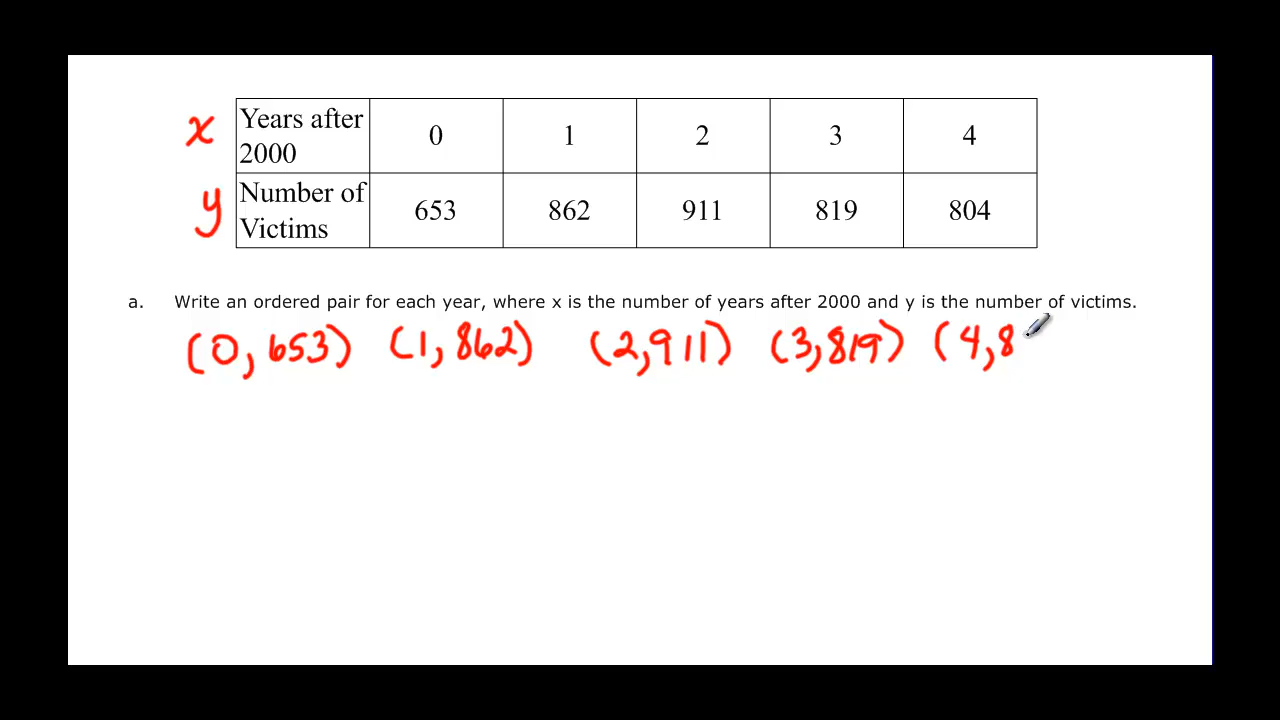 x Years after 0 1 2 3 4
2000
y Number of 653 862 911 819 804
Victims
a. Write an ordered pair for each year, where x is the number of years after 2000 and y is the number of victims.
(0, 653) (1, 862) (2, 911) (3, 819) (4, 8